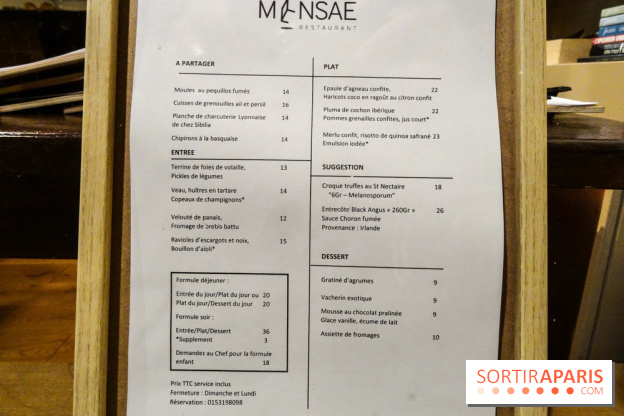 MENSAE
RESTAURANT
A PARTAGER
Moules au pequillos fumés 14
Cuisses de grenouilles ail et persil 16
Planche de charcuterie Lyonnaise 14
de chez Sibilia
Chipirons à la basquaise 14
ENTREE
Terrine de foies de volaille, 13
Pickles de légumes
Veau, huîtres en tartare 14
Copeaux de champignons*
Velouté de panais, 12
Fromage de brebis battu
Ravioles d'escargots et noix, 15
Bouillon d'aïoli*
Formule déjeuner :
Entrée du jour/Plat du jour ou 20
Plat du jour/Dessert du jour 20
Formule soir :
Entrée/Plat/Dessert 36
*Supplement 3
Demandez au Chef pour la formule
enfant 18
Prix TTC service inclus
Fermeture : Dimanche et Lundi
Réservation : 0153198098
PLAT
Epaule d'agneau confite, 22
Haricots coco en ragoût au citron confit
Pluma de cochon ibérique 22
Pommes grenailles confites, jus court*
Merlu confit, risotto de quinoa safrané 23
Emulsion iodée*
SUGGESTION
Croque truffes au St Nectaire 18
"6Gr – Melanosporum"
Entrecôte Black Angus « 260Gr » 26
Sauce Choron fumée
Provenance : Irlande
DESSERT
Gratiné d'agrumes 9
Vacherin exotique 9
Mousse au chocolat pralinée 9
Glace vanille, écume de lait
Assiette de fromages 10
SORTIRAPARIS
.COM